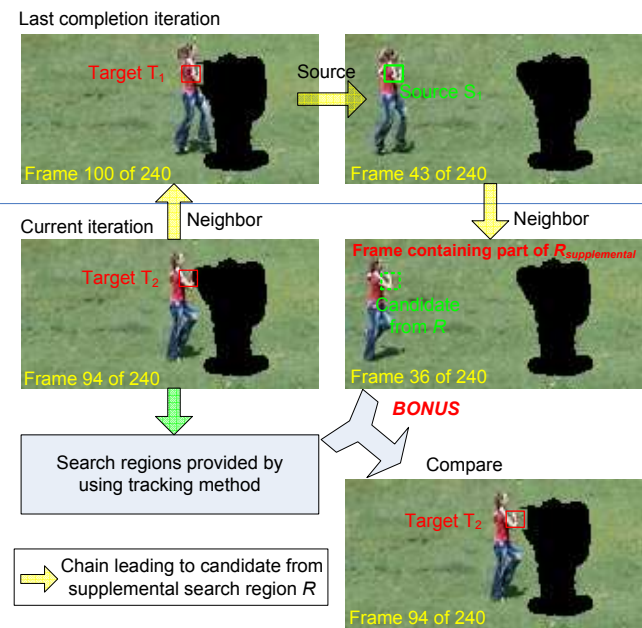 Last completion iteration
Target T₁
Source
Source S₁
Frame 100 of 240
Frame 43 of 240
Neighbor
Neighbor
Current iteration
Frame containing part of R supplemental
Target T₂
Candidate
from R
Frame 94 of 240
Frame 36 of 240
BONUS
Search regions provided by
using tracking method
Compare
Target T₂
Chain leading to candidate from
supplemental search region R
Frame 94 of 240